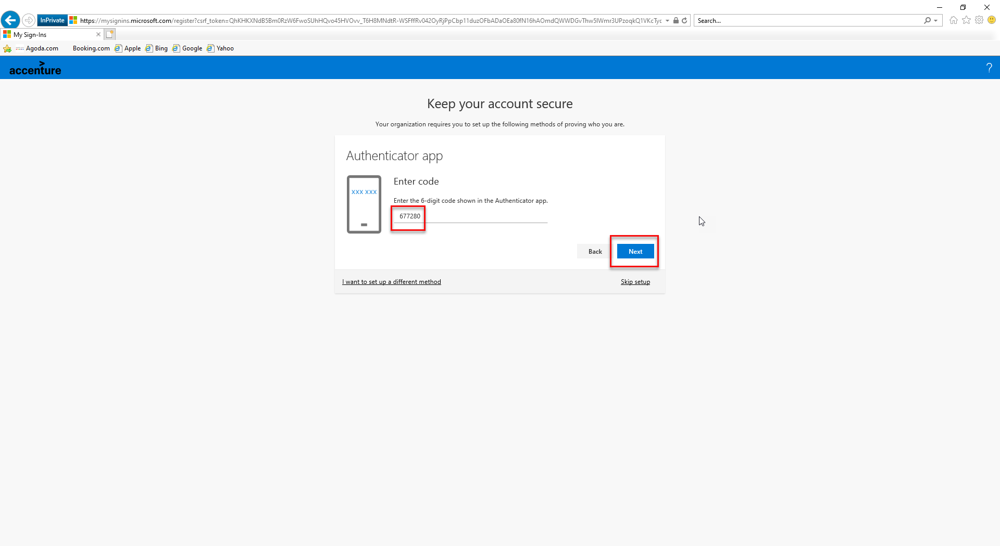 InPrivate
https://mysignins.microsoft.com/register?csrf_token=QhKHKXNdB5Bm0RzW6FwoSUhHQvo45HVOvv_T6H8MNdtR-WSFffRv042OyRjPpCbp11duzOFbADaOEa80fN16hAOmdQWWDGvThw5IWmr3UPzoqkQ1VKcTyc
Search...
My Sign-Ins
Agoda.com Booking.com Apple Bing Google Yahoo
accenture
?
Keep your account secure
Your organization requires you to set up the following methods of proving who you are.
Authenticator app
XXX XXX
Enter code
Enter the 6-digit code shown in the Authenticator app.
677280
Back Next
I want to set up a different method Skip setup